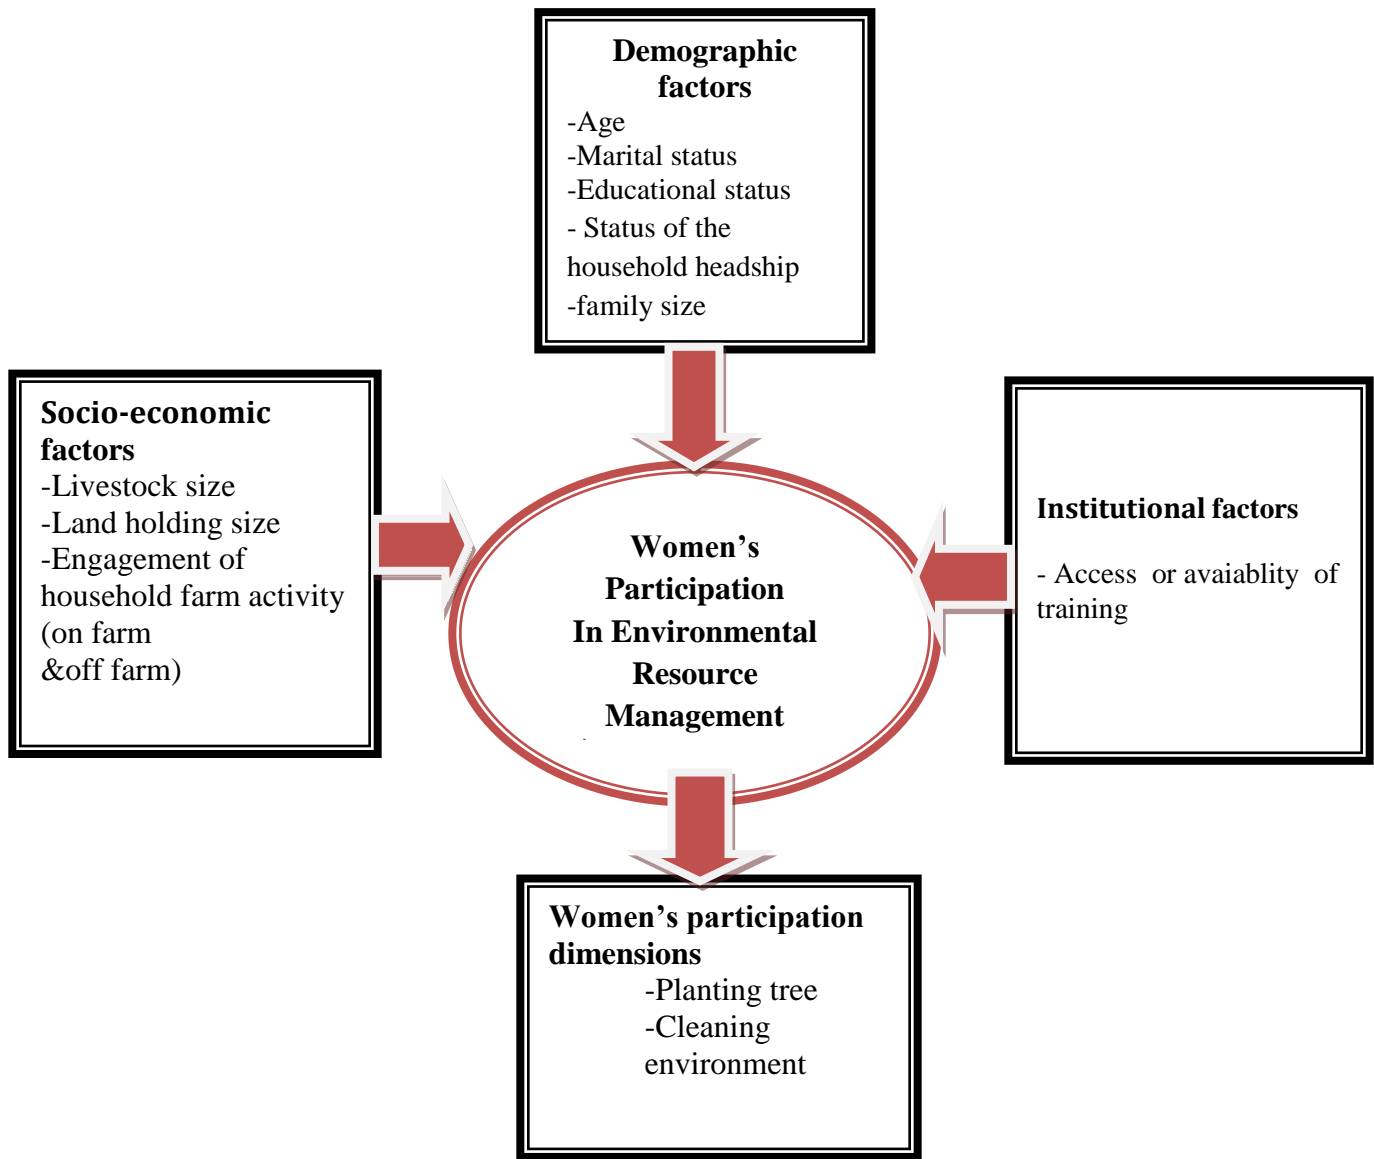 Demographic
factors
-Age
-Marital status
-Educational status
- Status of the
household headship
-family size
Socio-economic
factors
-Livestock size
-Land holding size
-Engagement of
household farm activity
(on farm
&off farm)
Women’s
Participation
In Environmental
Resource
Management
Institutional factors
- Access or avaiablity of
training
Women’s participation
dimensions
-Planting tree
-Cleaning
environment